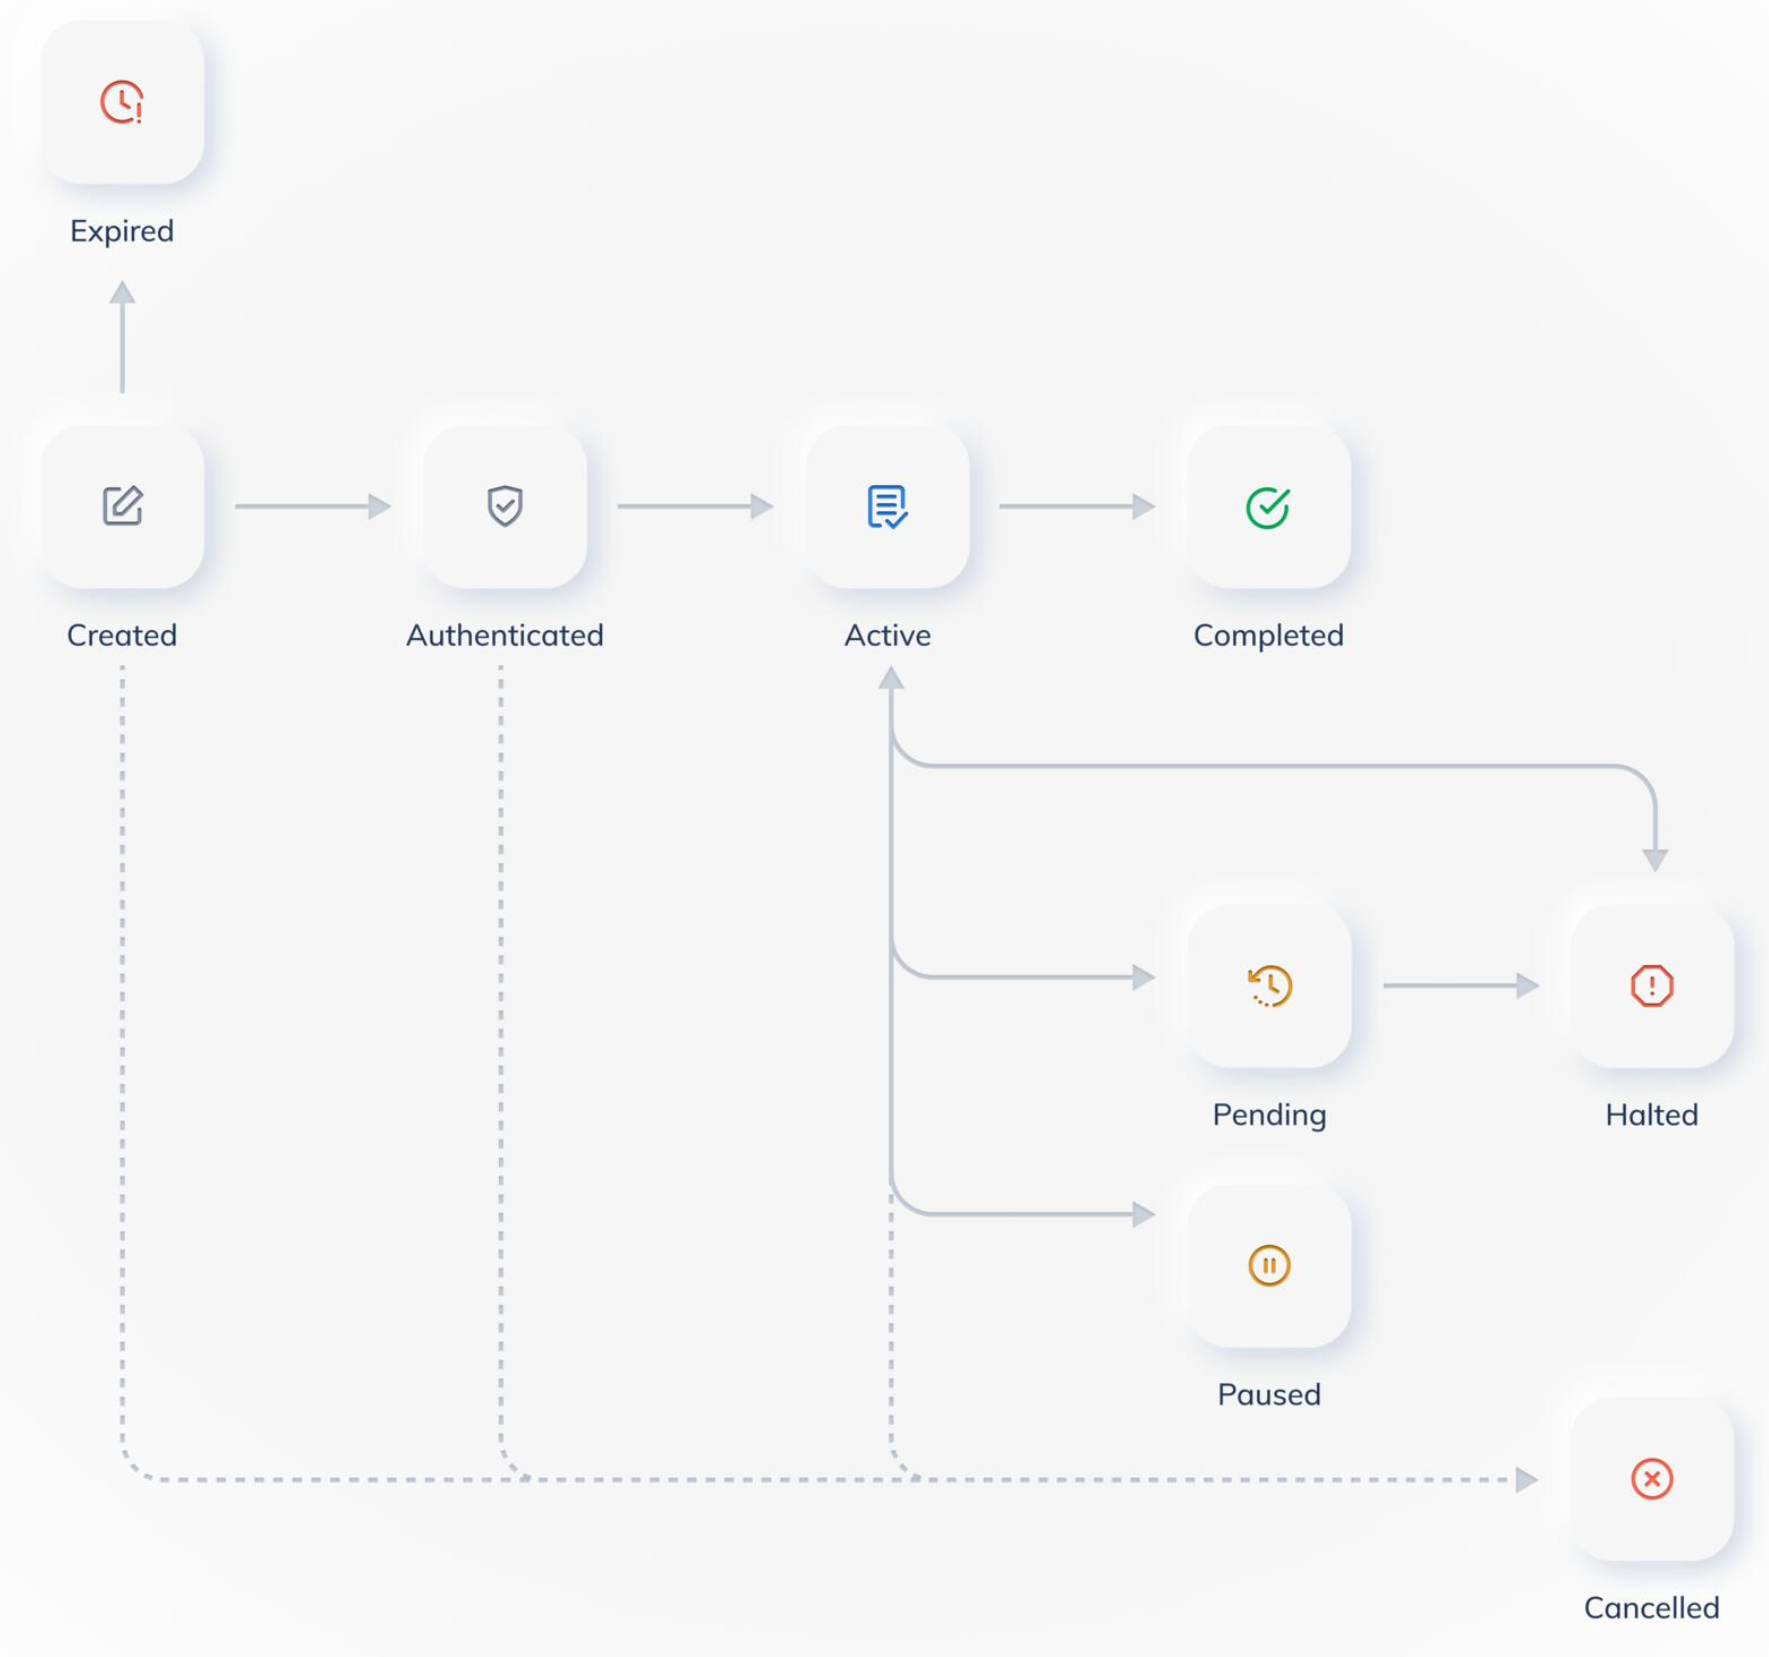 Expired
Created
Authenticated
Active
Completed
Pending
Halted
Paused
Cancelled